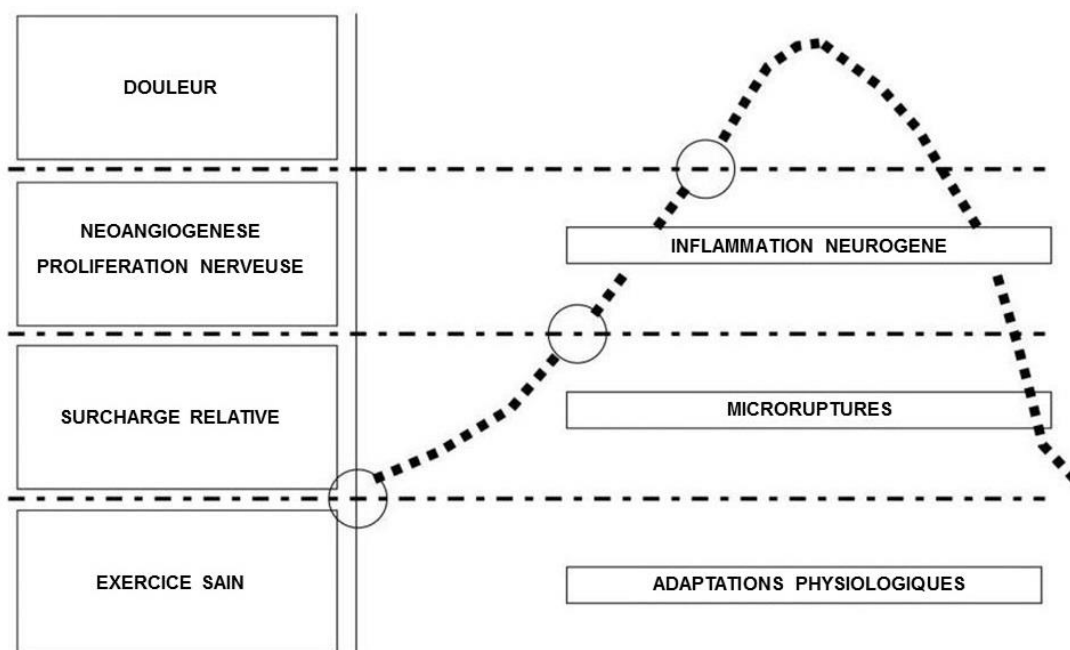 DOULEUR
NEOANGIOGENESE
PROLIFERATION NERVEUSE
INFLAMMATION NEUROGENE
SURCHARGE RELATIVE
MICRORUPTURES
EXERCICE SAIN
ADAPTATIONS PHYSIOLOGIQUES